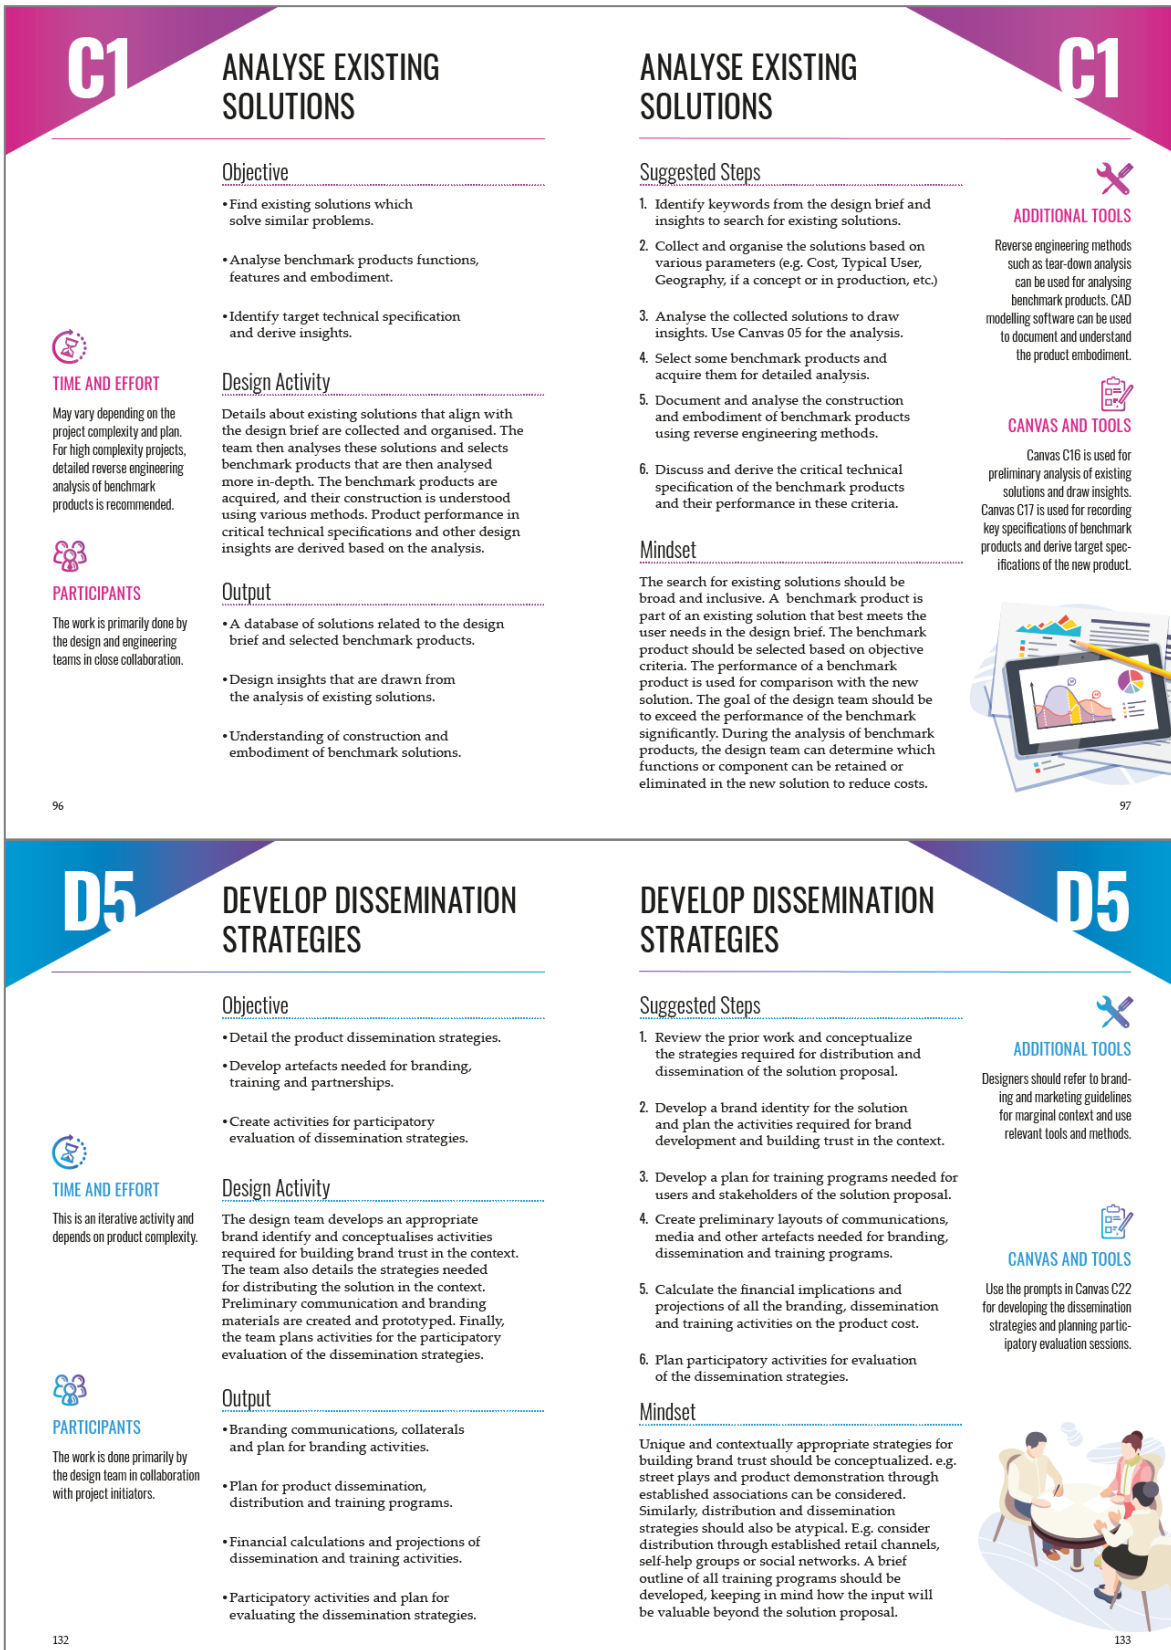 C1
ANALYSE EXISTING
SOLUTIONS
Objective
• Find existing solutions which
solve similar problems.
• Analyse benchmark products functions,
features and embodiment.
• Identify target technical specification
and derive insights.
TIME AND EFFORT
May vary depending on the
project complexity and plan.
For high complexity projects,
detailed reverse engineering
analysis of benchmark
products is recommended.
PARTICIPANTS
The work is primarily done by
the design and engineering
teams in close collaboration.
Design Activity
Details about existing solutions that align with
the design brief are collected and organised. The
team then analyses these solutions and selects
benchmark products that are then analysed
more in-depth. The benchmark products are
acquired, and their construction is understood
using various methods. Product performance in
critical technical specifications and other design
insights are derived based on the analysis.
Output
• A database of solutions related to the design
brief and selected benchmark products.
• Design insights that are drawn from
the analysis of existing solutions.
• Understanding of construction and
embodiment of benchmark solutions.
96
ANALYSE EXISTING
SOLUTIONS
C1
Suggested Steps
1. Identify keywords from the design brief and
insights to search for existing solutions.
2. Collect and organise the solutions based on
various parameters (e.g. Cost, Typical User,
Geography, if a concept or in production, etc.)
3. Analyse the collected solutions to draw
insights. Use Canvas 05 for the analysis.
4. Select some benchmark products and
acquire them for detailed analysis.
5. Document and analyse the construction
and embodiment of benchmark products
using reverse engineering methods.
6. Discuss and derive the critical technical
specification of the benchmark products
and their performance in these criteria.
Mindset
The search for existing solutions should be
broad and inclusive. A benchmark product is
part of an existing solution that best meets the
user needs in the design brief. The benchmark
product should be selected based on objective
criteria. The performance of a benchmark
product is used for comparison with the new
solution. The goal of the design team should be
to exceed the performance of the benchmark
significantly. During the analysis of benchmark
products, the design team can determine which
functions or component can be retained or
eliminated in the new solution to reduce costs.
ADDITIONAL TOOLS
Reverse engineering methods
such as tear-down analysis
can be used for analysing
benchmark products. CAD
modelling software can be used
to document and understand
the product embodiment.
CANVAS AND TOOLS
Canvas C16 is used for
preliminary analysis of existing
solutions and draw insights.
Canvas C17 is used for recording
key specifications of benchmark
products and derive target spec-
ifications of the new product.
97
D5
DEVELOP DISSEMINATION
STRATEGIES
Objective
• Detail the product dissemination strategies.
• Develop artefacts needed for branding,
training and partnerships.
• Create activities for participatory
evaluation of dissemination strategies.
TIME AND EFFORT
This is an iterative activity and
depends on product complexity.
PARTICIPANTS
The work is done primarily by
the design team in collaboration
with project initiators.
Design Activity
The design team develops an appropriate
brand identify and conceptualises activities
required for building brand trust in the context.
The team also details the strategies needed
for distributing the solution in the context.
Preliminary communication and branding
materials are created and prototyped. Finally,
the team plans activities for the participatory
evaluation of the dissemination strategies.
Output
• Branding communications, collaterals
and plan for branding activities.
• Plan for product dissemination,
distribution and training programs.
• Financial calculations and projections of
dissemination and training activities.
• Participatory activities and plan for
evaluating the dissemination strategies.
132
DEVELOP DISSEMINATION
STRATEGIES
D5
Suggested Steps
1. Review the prior work and conceptualize
the strategies required for distribution and
dissemination of the solution proposal.
2. Develop a brand identity for the solution
and plan the activities required for brand
development and building trust in the context.
3. Develop a plan for training programs needed for
users and stakeholders of the solution proposal.
4. Create preliminary layouts of communications,
media and other artefacts needed for branding,
dissemination and training programs.
5. Calculate the financial implications and
projections of all the branding, dissemination
and training activities on the product cost.
6. Plan participatory activities for evaluation
of the dissemination strategies.
Mindset
Unique and contextually appropriate strategies for
building brand trust should be conceptualized. e.g.
street plays and product demonstration through
established associations can be considered.
Similarly, distribution and dissemination
strategies should also be atypical. E.g. consider
distribution through established retail channels,
self-help groups or social networks. A brief
outline of all training programs should be
developed, keeping in mind how the input will
be valuable beyond the solution proposal.
ADDITIONAL TOOLS
Designers should refer to brand-
ing and marketing guidelines
for marginal context and use
relevant tools and methods.
CANVAS AND TOOLS
Use the prompts in Canvas C22
for developing the dissemination
strategies and planning partic-
ipatory evaluation sessions.
133